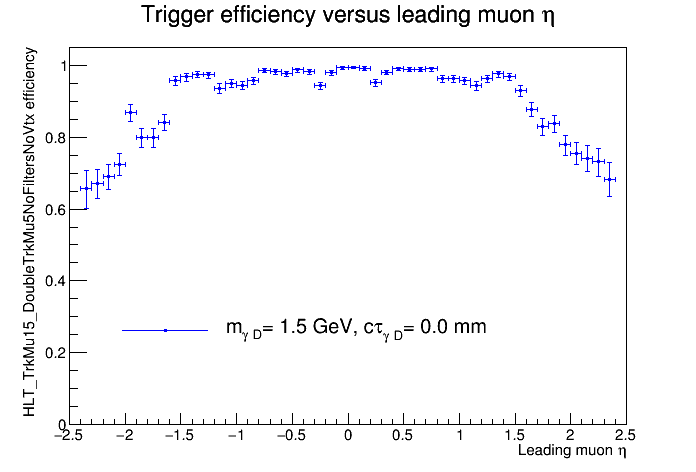 Trigger efficiency versus leading muon η
HLT_TrkMu15_DoubleTrkMu5NoFiltersNoVtx efficiency
1
0.8
0.6
0.4
0.2
0
m_γ D= 1.5 GeV, cτ_γ D= 0.0 mm
−2.5 −2 −1.5 −1 −0.5 0 0.5 1 1.5 2 2.5
Leading muon η